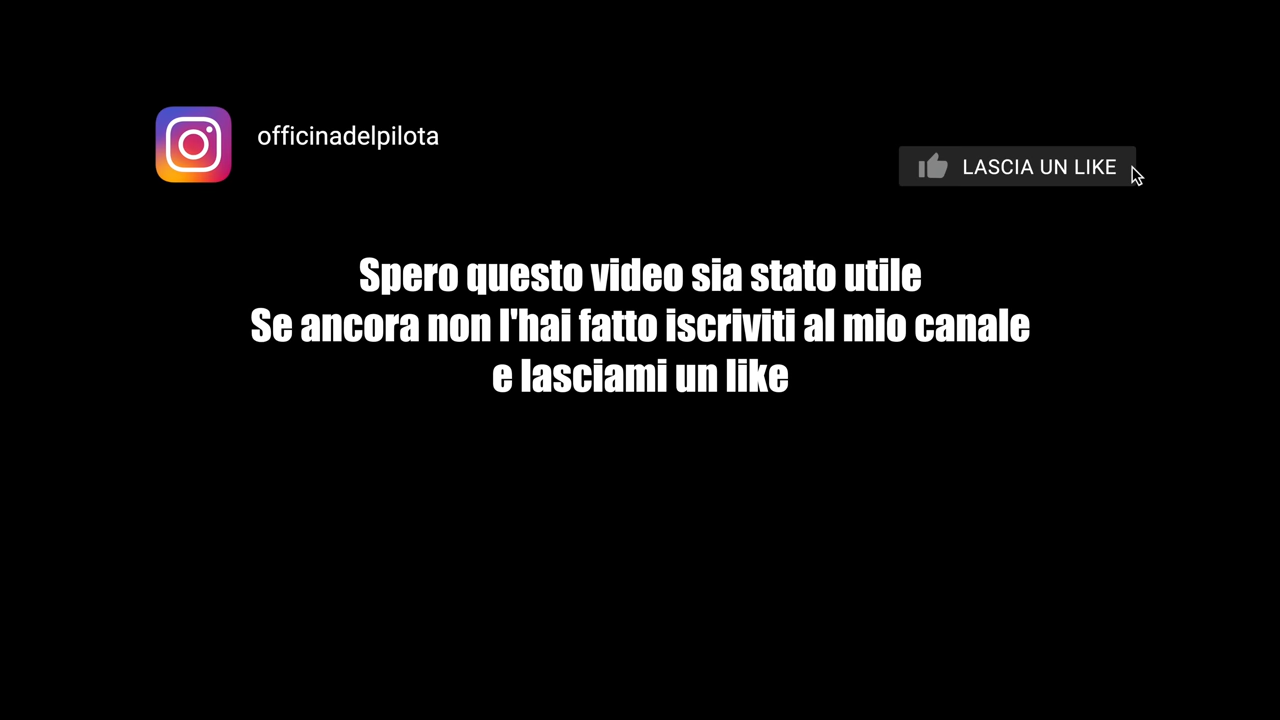 officinadelpilota
LASCIA UN LIKE
Spero questo video sia stato utile
Se ancora non l'hai fatto iscriviti al mio canale
e lasciami un like